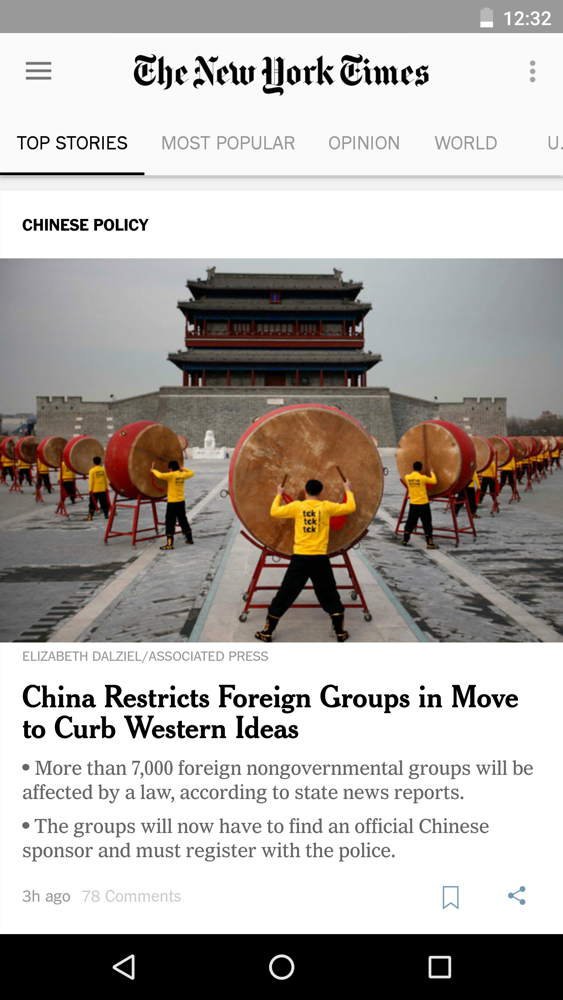 12:32
The New York Times
TOP STORIES MOST POPULAR OPINION WORLD U.
CHINESE POLICY
tck
tck
tck
ELIZABETH DALZIEL/ASSOCIATED PRESS
China Restricts Foreign Groups in Move
to Curb Western Ideas
• More than 7,000 foreign nongovernmental groups will be
affected by a law, according to state news reports.
• The groups will now have to find an official Chinese
sponsor and must register with the police.
3h ago 78 Comments